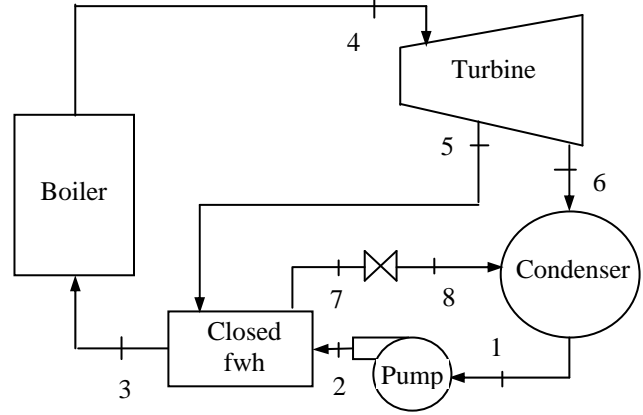 4
Turbine
5
6
Boiler
Condenser
7
8
Closed
fwh
1
3
2
Pump